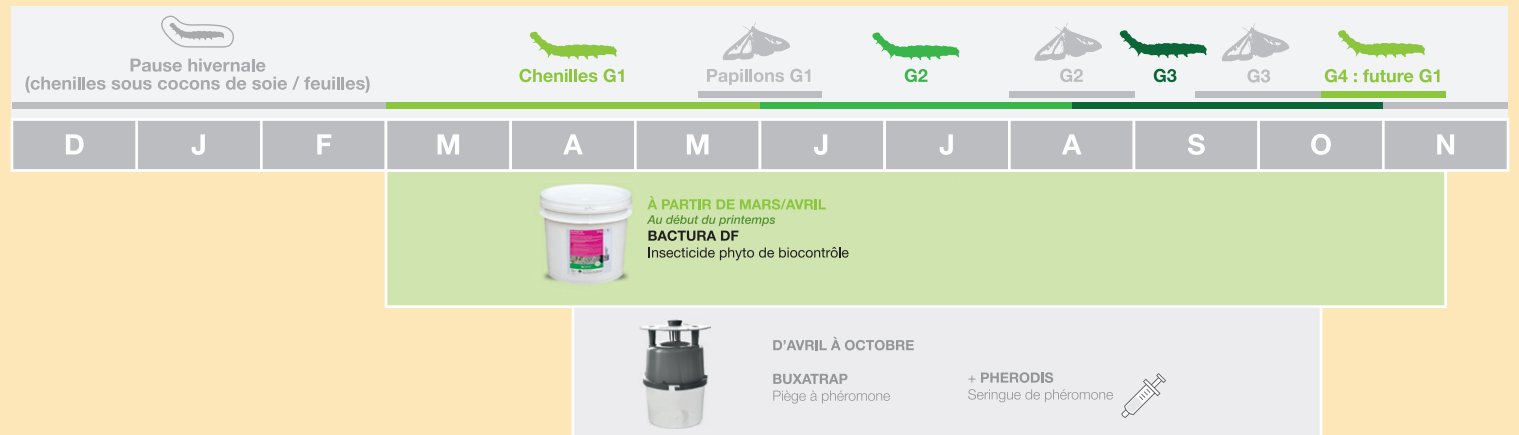 Pause hivernale
(chenilles sous cocons de soie / feuilles)
Chenilles G1
Papillons G1
G2
G2
G3
G3
G4 : future G1
D J F M A M J J A S O N
À PARTIR DE MARS/AVRIL
Au début du printemps
BACTURA DF
Insecticide phyto de biocontrôle
D'AVRIL À OCTOBRE
BUXATRAP
Piège à phéromone
+ PHERODIS
Seringue de phéromone